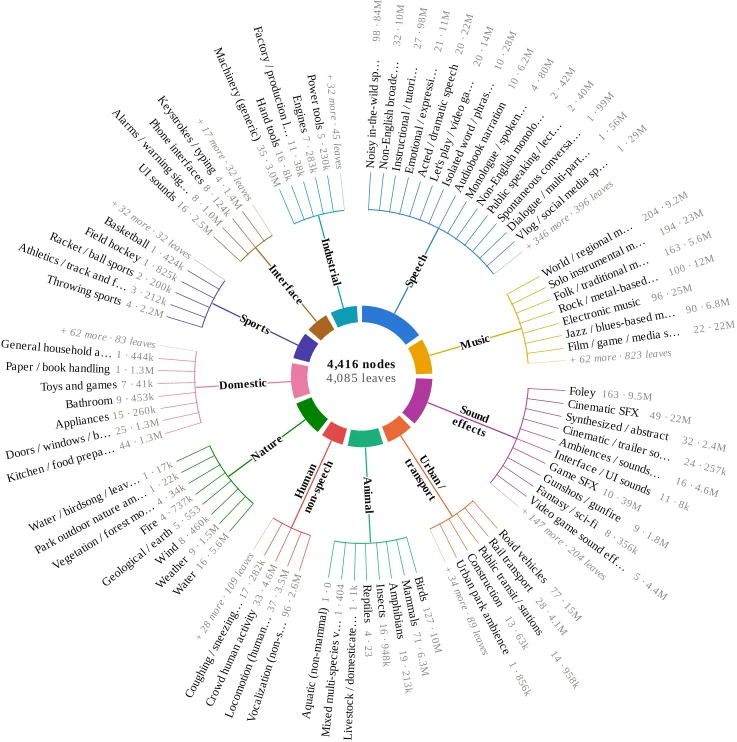 4,416 nodes
4,085 leaves
Speech
Noisy in-the-wild sp… 98 · 84M
Non-English broadc… 32 · 10M
Instructional / tutori… 27 · 98M
Emotional / expressi… 21 · 11M
Acted / dramatic speech 20 · 22M
Let's play / video ga… 20 · 14M
Isolated word / phras… 10 · 28M
Audiobook narration 10 · 6.2M
Monologue / spoken… 4 · 80M
Non-English monolo… 2 · 42M
Public speaking / lect… 2 · 40M
Spontaneous conversa… 1 · 99M
Dialogue / multi-part… 1 · 56M
Vlog / social media sp… 1 · 29M
+ 346 more · 396 leaves
Music
World / regional m… 204 · 9.2M
Solo instrumental m… 194 · 23M
Folk / traditional m… 163 · 5.6M
Rock / metal-based… 100 · 12M
Electronic music 96 · 25M
Jazz / blues-based m… 90 · 6.8M
Film / game / media s… 22 · 22M
+ 62 more · 823 leaves
Sound
effects
Foley 163 · 9.5M
Cinematic SFX 49 · 22M
Synthesized / abstract 32 · 2.4M
Cinematic / trailer so… 24 · 257k
Ambiences / sounds… 16 · 4.6M
Interface / UI sounds 11 · 8k
Game SFX 10 · 39M
Gunshots / gunfire 9 · 1.8M
Fantasy / sci-fi 8 · 356k
Video game sound eff… 5 · 4.4M
+ 147 more · 204 leaves
Urban /
transport
Road vehicles 77 · 15M
Rail transport 28 · 4.1M
Public transit / stations 14 · 958k
Construction 13 · 63k
Urban park ambience 1 · 856k
+ 34 more · 89 leaves
Animal
Birds 127 · 10M
Mammals 71 · 6.3M
Amphibians 19 · 213k
Insects 16 · 948k
Reptiles 4 · 23
Livestock / domesticate… 1 · 1k
Mixed multi-species v… 1 · 404
Aquatic (non-mammal) 1 · 0
Human
non-speech
Vocalization (non-s… 96 · 2.6M
Locomotion (human… 37 · 3.5M
Crowd human activity 33 · 4.6M
Coughing / sneezing… 17 · 282k
+ 28 more · 109 leaves
Nature
Water 16 · 5.6M
Weather 9 · 1.5M
Wind 8 · 860k
Geological / earth 5 · 553
Fire 4 · 737k
Vegetation / forest mo… 4 · 34k
Park outdoor nature am… 1 · 22k
Water / birdsong / leav… 1 · 17k
Domestic
Kitchen / food prepa… 44 · 1.3M
Doors / windows / b… 25 · 1.3M
Appliances 15 · 260k
Bathroom 9 · 453k
Toys and games 7 · 41k
Paper / book handling 1 · 1.3M
General household a… 1 · 444k
+ 62 more · 83 leaves
Sports
Throwing sports 4 · 2.2M
Athletics / track and f… 3 · 212k
Racket / ball sports 2 · 200k
Field hockey 1 · 825k
Basketball 1 · 424k
+ 32 more · 32 leaves
Interface
UI sounds 16 · 2.5M
Alarms / warning sig… 8 · 1.0M
Phone interfaces 8 · 124k
Keystrokes / typing 4 · 1.4M
+ 17 more · 32 leaves
Industrial
Machinery (generic) 35 · 3.0M
Hand tools 16 · 8k
Factory / production l… 11 · 38k
Engines 7 · 283k
Power tools 5 · 230k
+ 32 more · 45 leaves